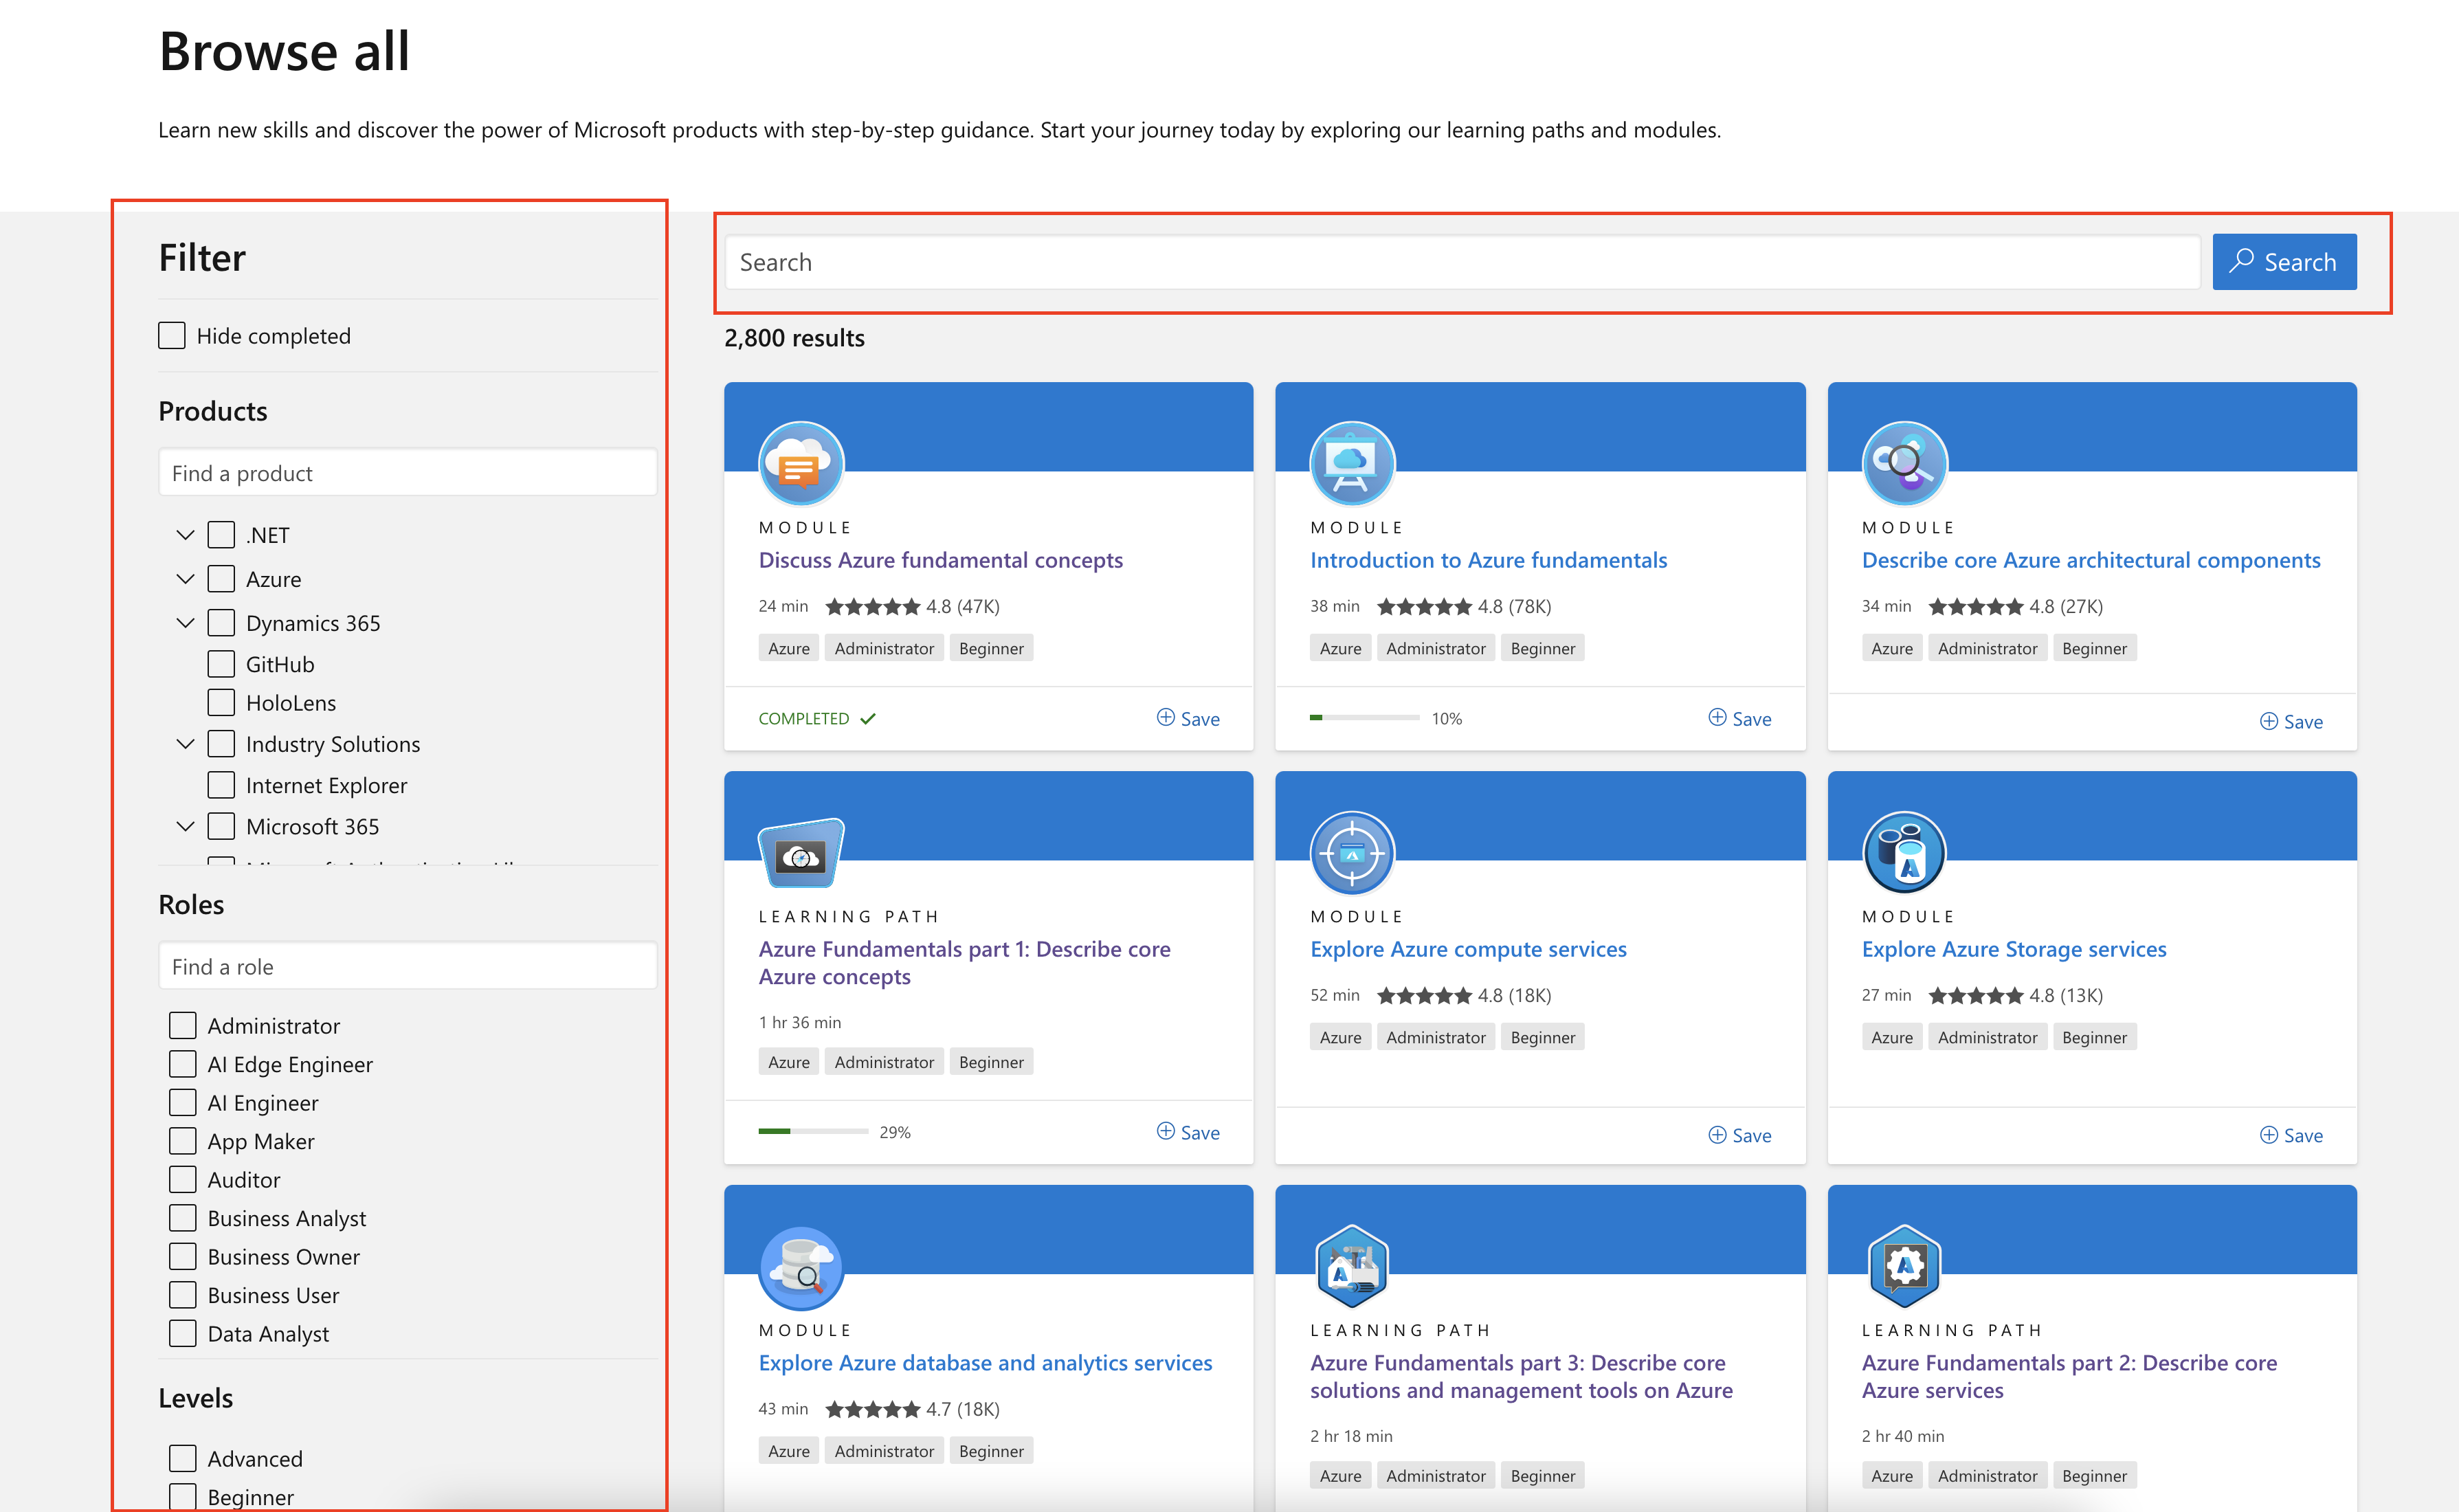 Browse all
Learn new skills and discover the power of Microsoft products with step-by-step guidance. Start your journey today by exploring our learning paths and modules.
Filter
Hide completed
Products
Find a product
.NET
Azure
Dynamics 365
GitHub
HoloLens
Industry Solutions
Internet Explorer
Microsoft 365
Roles
Find a role
Administrator
AI Edge Engineer
AI Engineer
App Maker
Auditor
Business Analyst
Business Owner
Business User
Data Analyst
Levels
Advanced
Beginner
Search
Search
2,800 results
MODULE
Discuss Azure fundamental concepts
24 min 4.8 (47K)
Azure Administrator Beginner
COMPLETED Save
MODULE
Introduction to Azure fundamentals
38 min 4.8 (78K)
Azure Administrator Beginner
10% Save
MODULE
Describe core Azure architectural components
34 min 4.8 (27K)
Azure Administrator Beginner
Save
LEARNING PATH
Azure Fundamentals part 1: Describe core
Azure concepts
1 hr 36 min
Azure Administrator Beginner
29% Save
MODULE
Explore Azure compute services
52 min 4.8 (18K)
Azure Administrator Beginner
Save
MODULE
Explore Azure Storage services
27 min 4.8 (13K)
Azure Administrator Beginner
Save
MODULE
Explore Azure database and analytics services
43 min 4.7 (18K)
Azure Administrator Beginner
LEARNING PATH
Azure Fundamentals part 3: Describe core
solutions and management tools on Azure
2 hr 18 min
Azure Administrator Beginner
LEARNING PATH
Azure Fundamentals part 2: Describe core
Azure services
2 hr 40 min
Azure Administrator Beginner